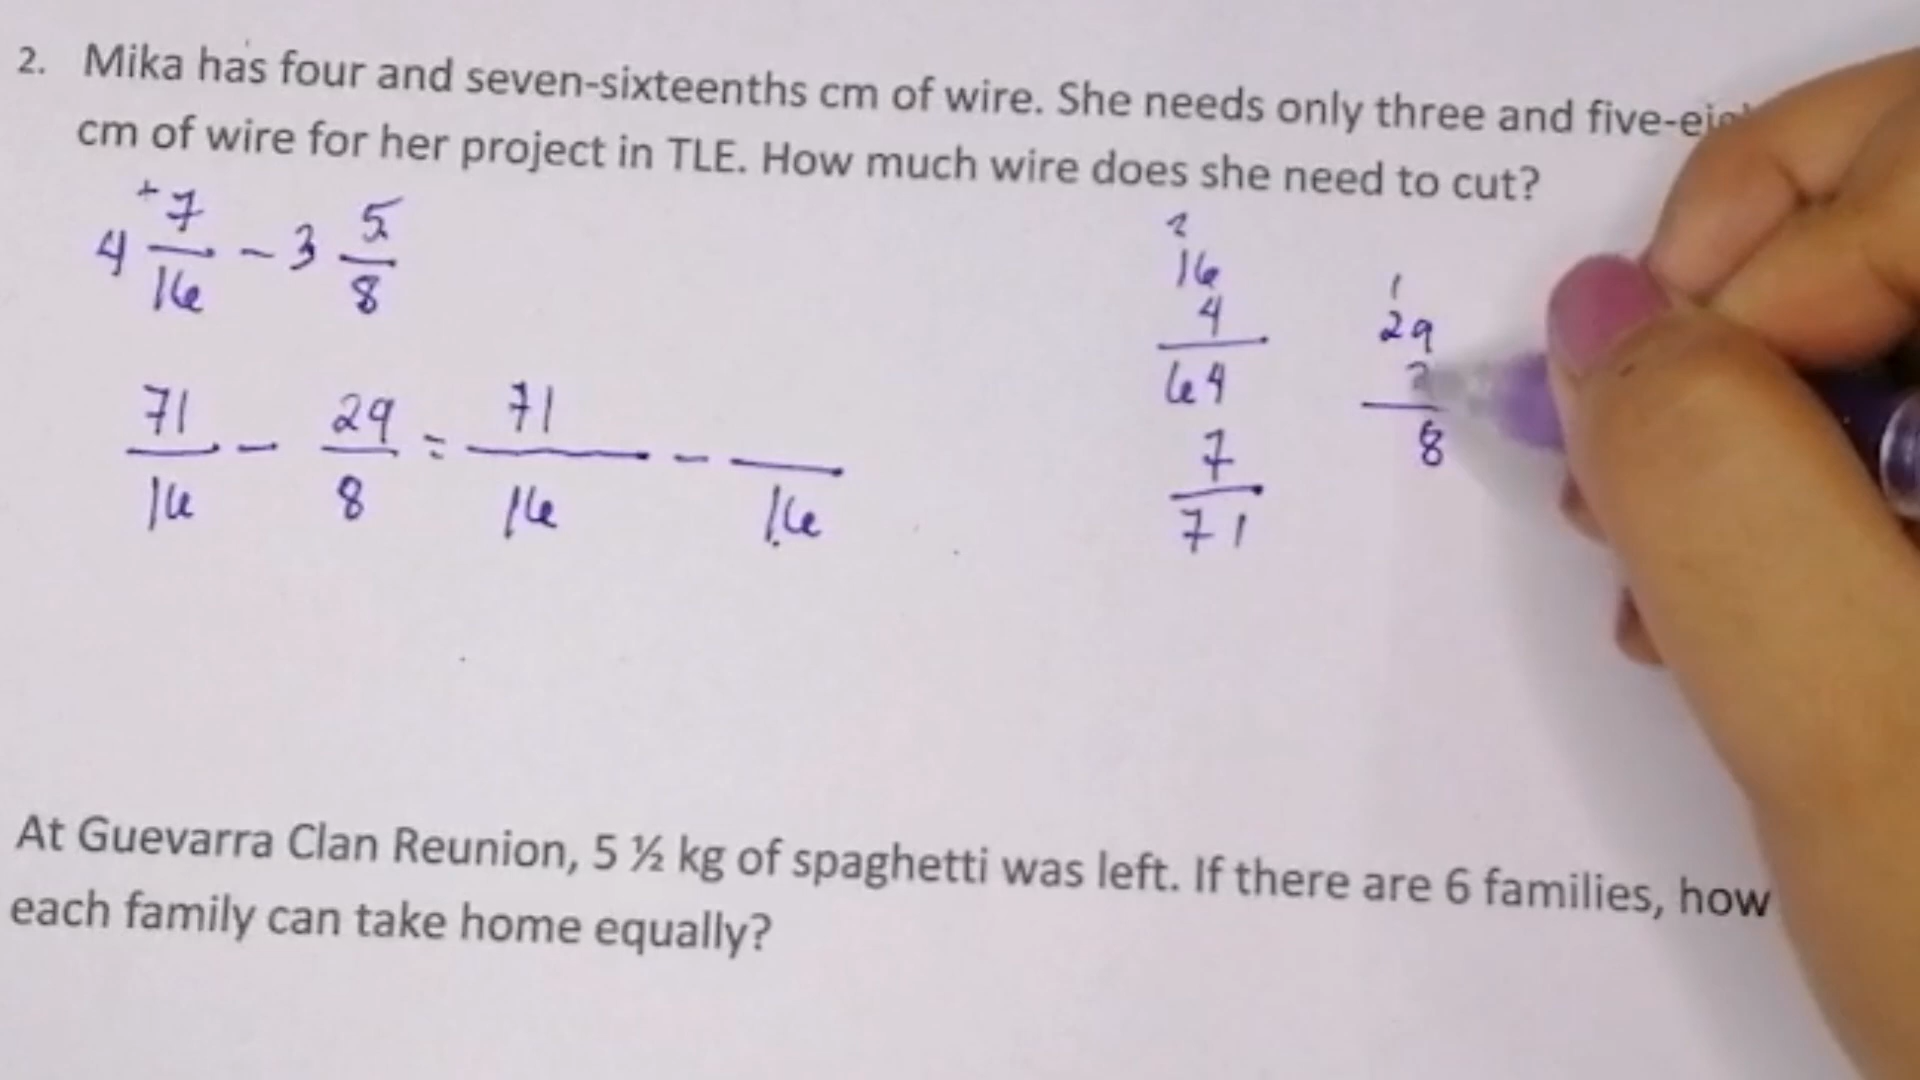 2. Mika has four and seven-sixteenths cm of wire. She needs only three and
cm of wire for her project in TLE. How much wire does she need to cut?
4 + 7/16 - 3 5/8
71/16 - 29/8 = 71/16 - /16
2
16
4
64
7
71
1
29
8
At Guevarra Clan Reunion, 5 ½ kg of spaghetti was left. If there are 6 families, how
each family can take home equally?